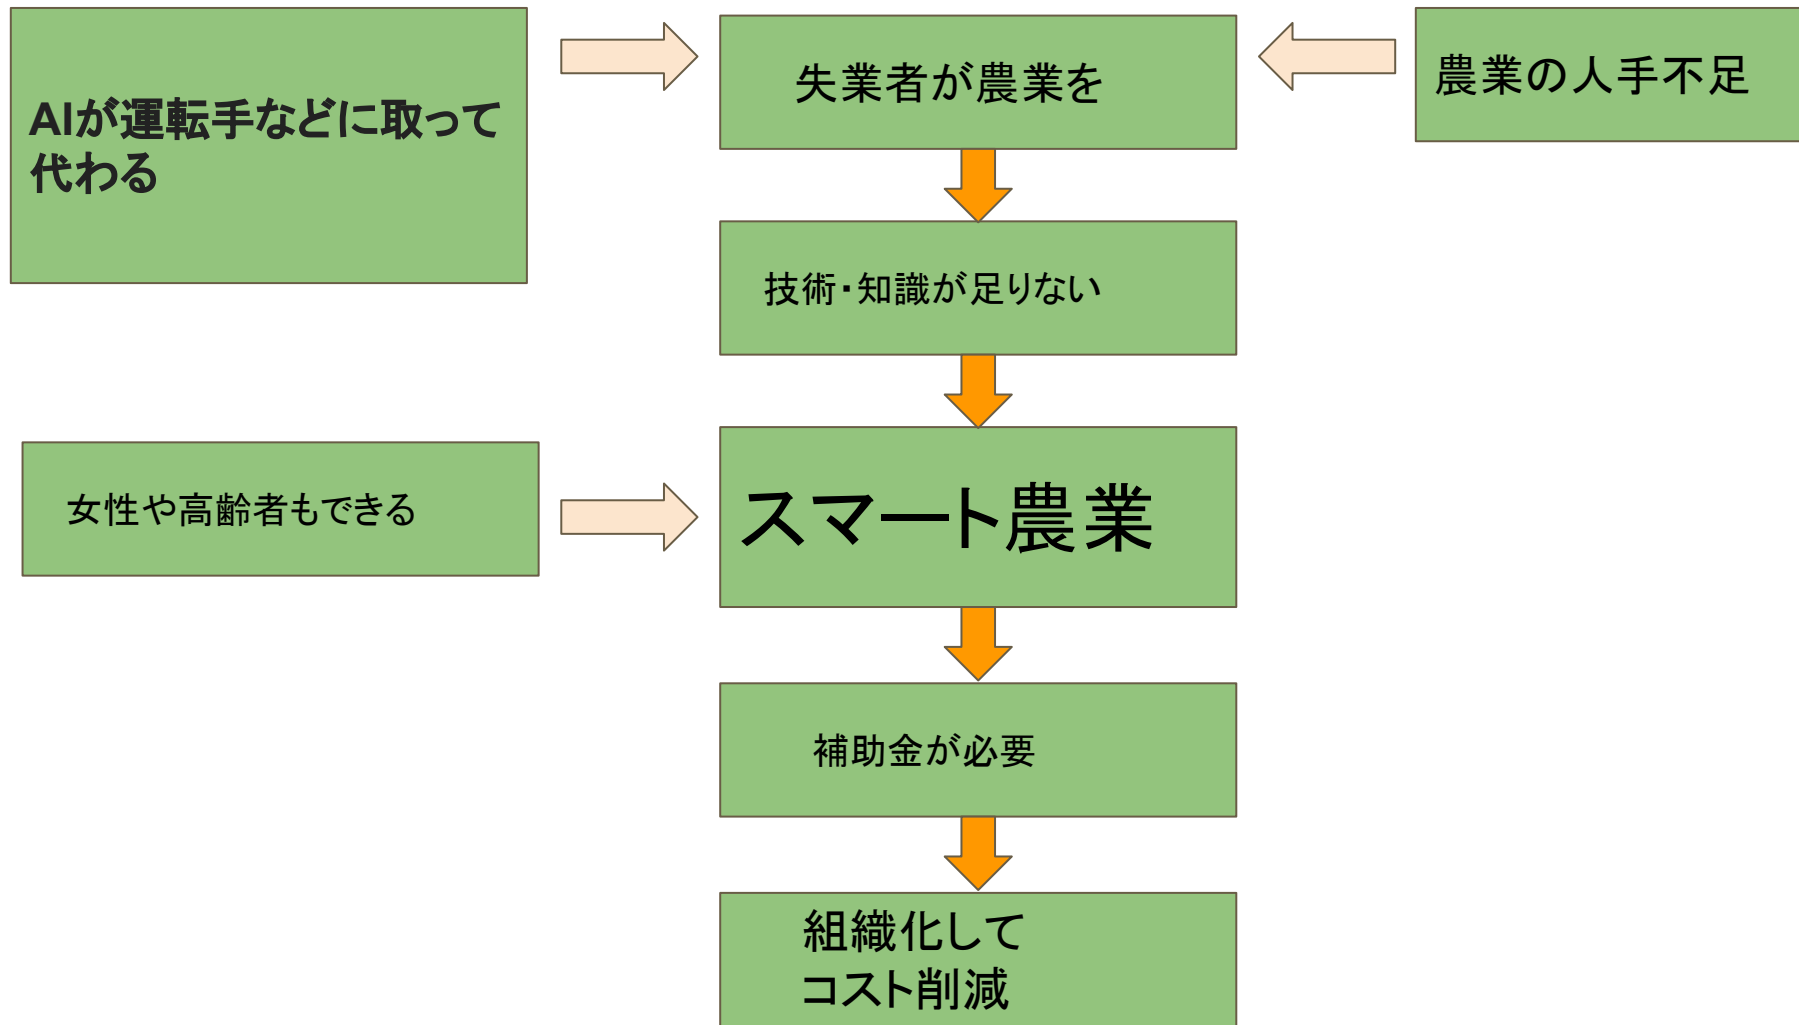 AIが運転手などに取って
代わる
失業者が農業を
農業の人手不足
技術・知識が足りない
女性や高齢者もできる
スマート農業
補助金が必要
組織化して
コスト削減